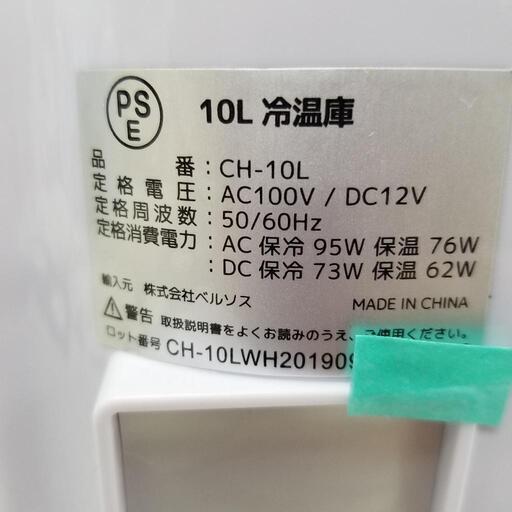 PS
E
10L 冷温庫
品番:CH-10L
定格電圧:AC100V / DC12V
定格周波数:50/60Hz
定格消費電力:AC 保冷 95W 保温 76W
:DC 保冷 73W 保温 62W
輸入元 株式会社ベルソス
MADE IN CHINA
警告 取扱説明書をよくお読みのうえ、ご使用ください。
ロット番号 CH-10LWH201909